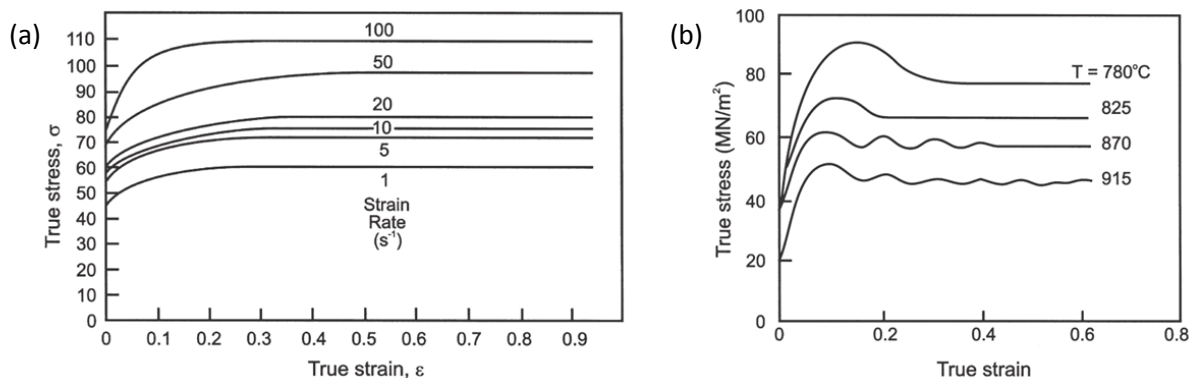 (a)
True stress, σ
110
100
90
80
70
60
50
40
30
20
10
0
100
50
20
10
5
1
Strain
Rate
(s⁻¹)
0 0.1 0.2 0.3 0.4 0.5 0.6 0.7 0.8 0.9
True strain, ε
(b)
True stress (MN/m²)
100
80
60
40
20
0
T = 780°C
825
870
915
0 0.2 0.4 0.6 0.8
True strain